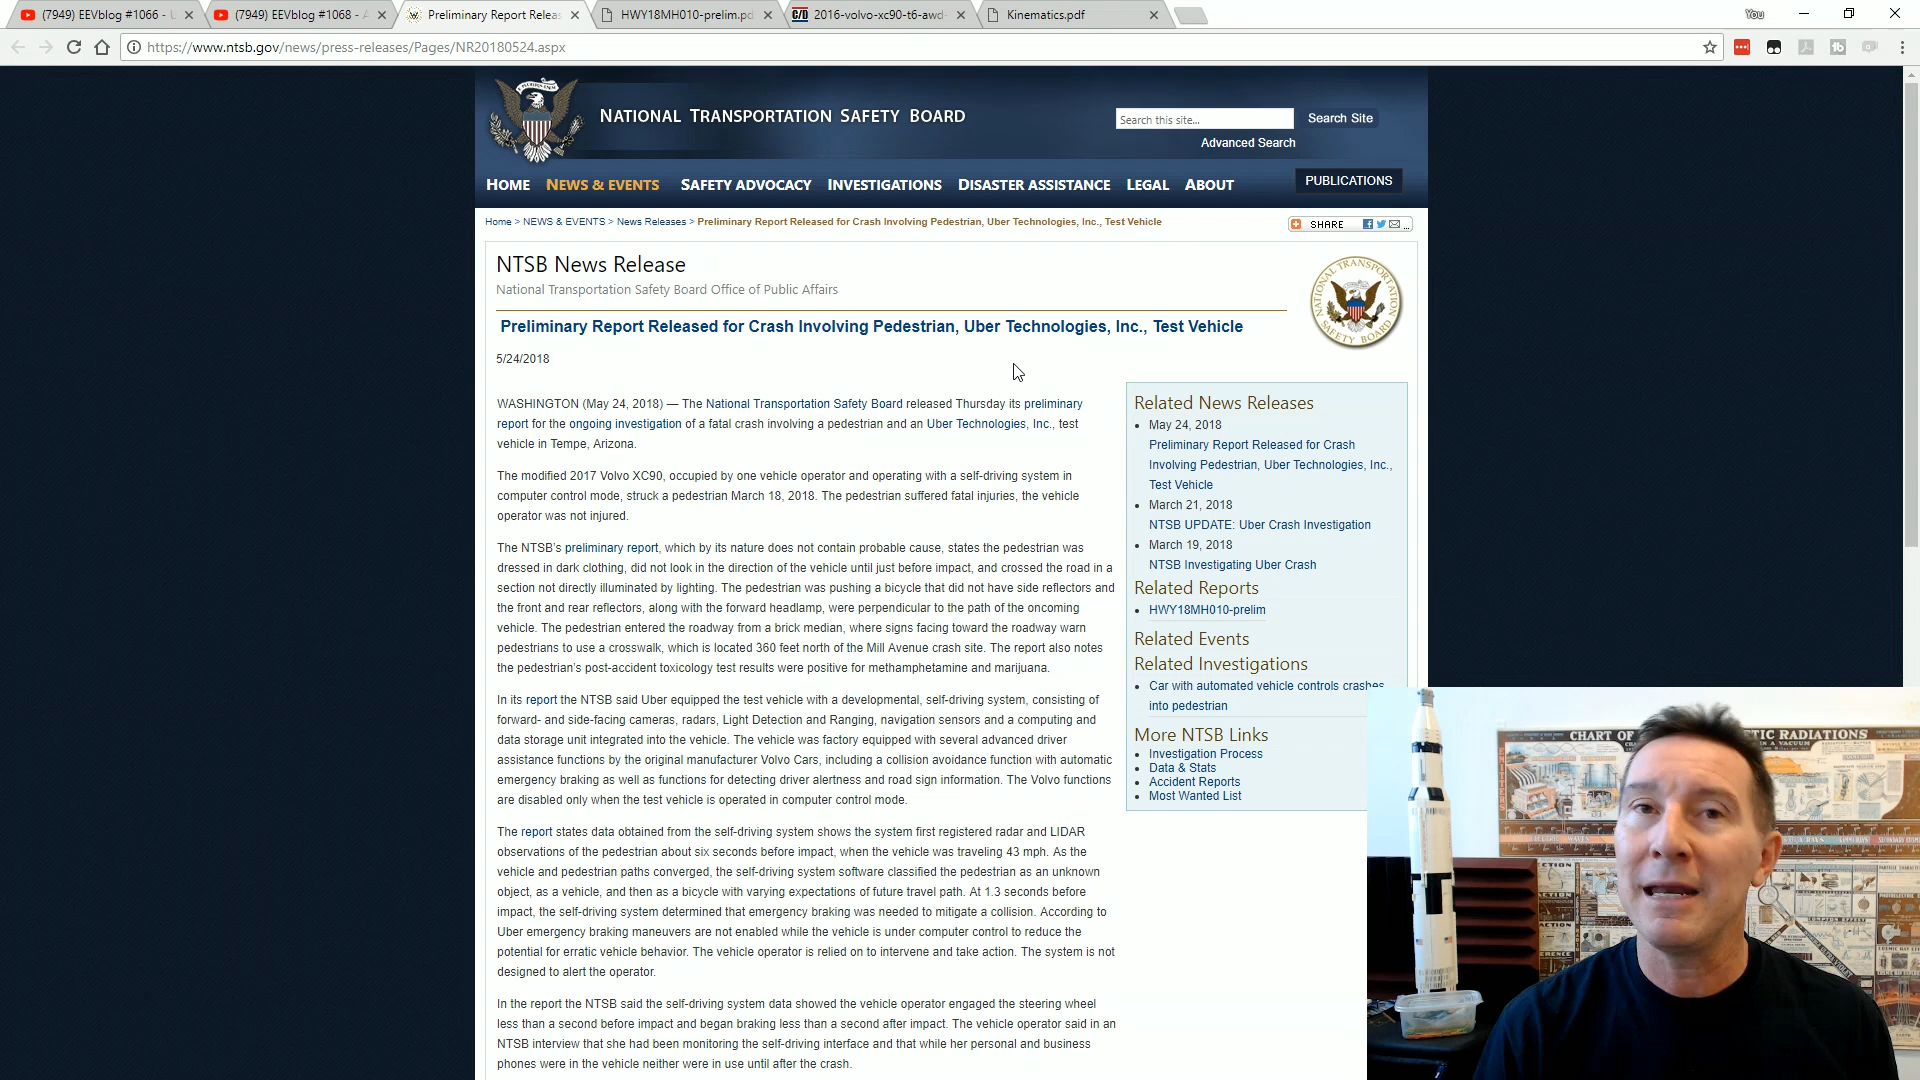 (7949) EEVblog #1066 - U
(7949) EEVblog #1068 - A
Preliminary Report Releas
HWY18MH010-prelim.pd
2016-volvo-xc90-t6-awd-
Kinematics.pdf
You
https://www.ntsb.gov/news/press-releases/Pages/NR20180524.aspx
NATIONAL TRANSPORTATION SAFETY BOARD
Search this site...
Search Site
Advanced Search
HOME NEWS & EVENTS SAFETY ADVOCACY INVESTIGATIONS DISASTER ASSISTANCE LEGAL ABOUT PUBLICATIONS
Home > NEWS & EVENTS > News Releases > Preliminary Report Released for Crash Involving Pedestrian, Uber Technologies, Inc., Test Vehicle
SHARE
NTSB News Release
National Transportation Safety Board Office of Public Affairs
NATIONAL TRANSPORTATION SAFETY BOARD
Preliminary Report Released for Crash Involving Pedestrian, Uber Technologies, Inc., Test Vehicle
5/24/2018
WASHINGTON (May 24, 2018) — The National Transportation Safety Board released Thursday its preliminary
report for the ongoing investigation of a fatal crash involving a pedestrian and an Uber Technologies, Inc., test
vehicle in Tempe, Arizona.
The modified 2017 Volvo XC90, occupied by one vehicle operator and operating with a self-driving system in
computer control mode, struck a pedestrian March 18, 2018. The pedestrian suffered fatal injuries, the vehicle
operator was not injured.
The NTSB's preliminary report, which by its nature does not contain probable cause, states the pedestrian was
dressed in dark clothing, did not look in the direction of the vehicle until just before impact, and crossed the road in a
section not directly illuminated by lighting. The pedestrian was pushing a bicycle that did not have side reflectors and
the front and rear reflectors, along with the forward headlamp, were perpendicular to the path of the oncoming
vehicle. The pedestrian entered the roadway from a brick median, where signs facing toward the roadway warn
pedestrians to use a crosswalk, which is located 360 feet north of the Mill Avenue crash site. The report also notes
the pedestrian's post-accident toxicology test results were positive for methamphetamine and marijuana.
In its report the NTSB said Uber equipped the test vehicle with a developmental, self-driving system, consisting of
forward- and side-facing cameras, radars, Light Detection and Ranging, navigation sensors and a computing and
data storage unit integrated into the vehicle. The vehicle was factory equipped with several advanced driver
assistance functions by the original manufacturer Volvo Cars, including a collision avoidance function with automatic
emergency braking as well as functions for detecting driver alertness and road sign information. The Volvo functions
are disabled only when the test vehicle is operated in computer control mode.
The report states data obtained from the self-driving system shows the system first registered radar and LIDAR
observations of the pedestrian about six seconds before impact, when the vehicle was traveling 43 mph. As the
vehicle and pedestrian paths converged, the self-driving system software classified the pedestrian as an unknown
object, as a vehicle, and then as a bicycle with varying expectations of future travel path. At 1.3 seconds before
impact, the self-driving system determined that emergency braking was needed to mitigate a collision. According to
Uber emergency braking maneuvers are not enabled while the vehicle is under computer control to reduce the
potential for erratic vehicle behavior. The vehicle operator is relied on to intervene and take action. The system is not
designed to alert the operator.
In the report the NTSB said the self-driving system data showed the vehicle operator engaged the steering wheel
less than a second before impact and began braking less than a second after impact. The vehicle operator said in an
NTSB interview that she had been monitoring the self-driving interface and that while her personal and business
phones were in the vehicle neither were in use until after the crash.
Related News Releases
May 24, 2018
Preliminary Report Released for Crash
Involving Pedestrian, Uber Technologies, Inc.,
Test Vehicle
March 21, 2018
NTSB UPDATE: Uber Crash Investigation
March 19, 2018
NTSB Investigating Uber Crash
Related Reports
HWY18MH010-prelim
Related Events
Related Investigations
Car with automated vehicle controls crashes
into pedestrian
More NTSB Links
Investigation Process
Data & Stats
Accident Reports
Most Wanted List
CHART OF
TIC RADIATIONS